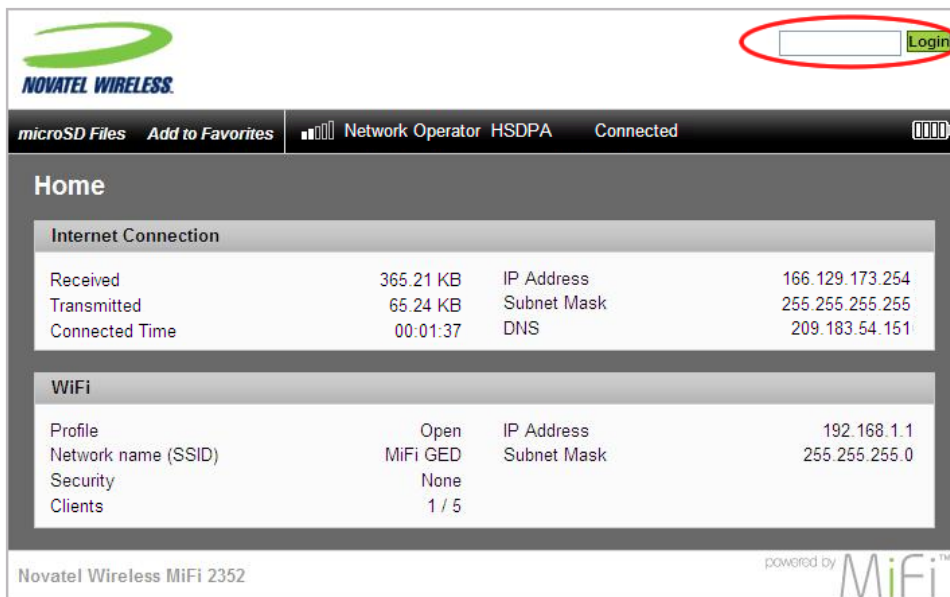 Login
NOVATEL WIRELESS.
microSD Files Add to Favorites Network Operator HSDPA Connected
Home
Internet Connection
Received 365.21 KB IP Address 166.129.173.254
Transmitted 65.24 KB Subnet Mask 255.255.255.255
Connected Time 00:01:37 DNS 209.183.54.151
WiFi
Profile Open IP Address 192.168.1.1
Network name (SSID) MiFi GED Subnet Mask 255.255.255.0
Security None
Clients 1 / 5
Novatel Wireless MiFi 2352 powered by MiFi™